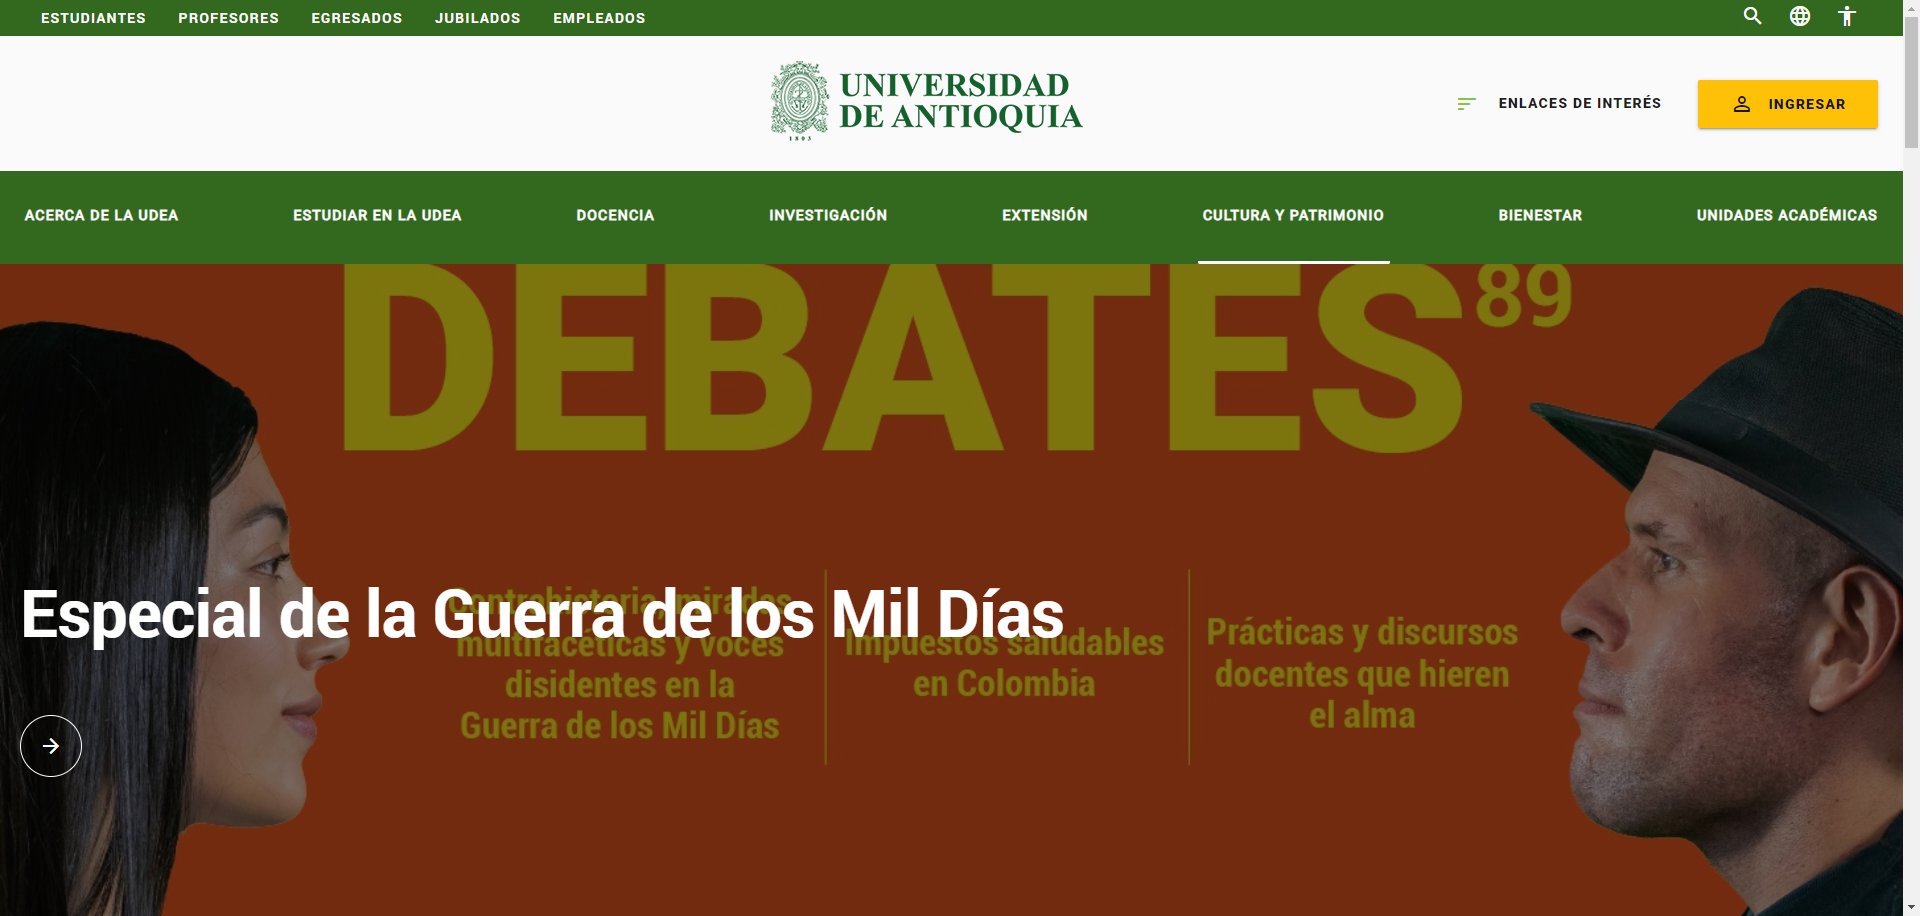 ESTUDIANTES PROFESORES EGRESADOS JUBILADOS EMPLEADOS
UNIVERSIDAD
DE ANTIOQUIA
1803
ENLACES DE INTERÉS
INGRESAR
ACERCA DE LA UDEA ESTUDIAR EN LA UDEA DOCENCIA INVESTIGACIÓN EXTENSIÓN CULTURA Y PATRIMONIO BIENESTAR UNIDADES ACADÉMICAS
DEBATES 89
Especial de la Guerra de los Mil Días
Contrahistoria, miradas
multifacéticas y voces
disidentes en la
Guerra de los Mil Días
Impuestos saludables
en Colombia
Prácticas y discursos
docentes que hieren
el alma